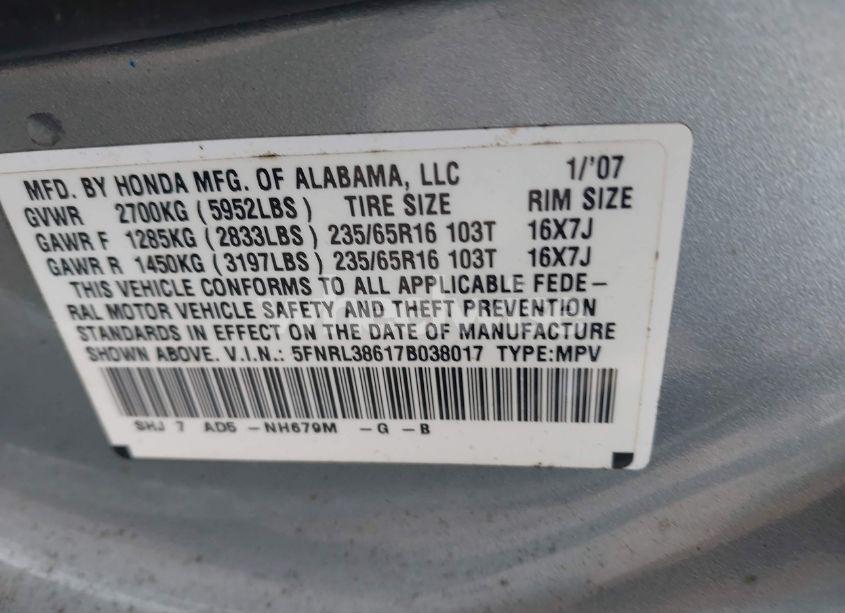 MFD. BY HONDA MFG. OF ALABAMA, LLC 1/'07
GVWR 2700KG (5952LBS) TIRE SIZE RIM SIZE
GAWR F 1285KG (2833LBS) 235/65R16 103T 16X7J
GAWR R 1450KG (3197LBS) 235/65R16 103T 16X7J
THIS VEHICLE CONFORMS TO ALL APPLICABLE FEDE-
RAL MOTOR VEHICLE SAFETY AND THEFT PREVENTION
STANDARDS IN EFFECT ON THE DATE OF MANUFACTURE
SHOWN ABOVE. V.I.N.: 5FNRL38617B038017 TYPE:MPV
SHJ 7 AD5 -NH679M -G -B